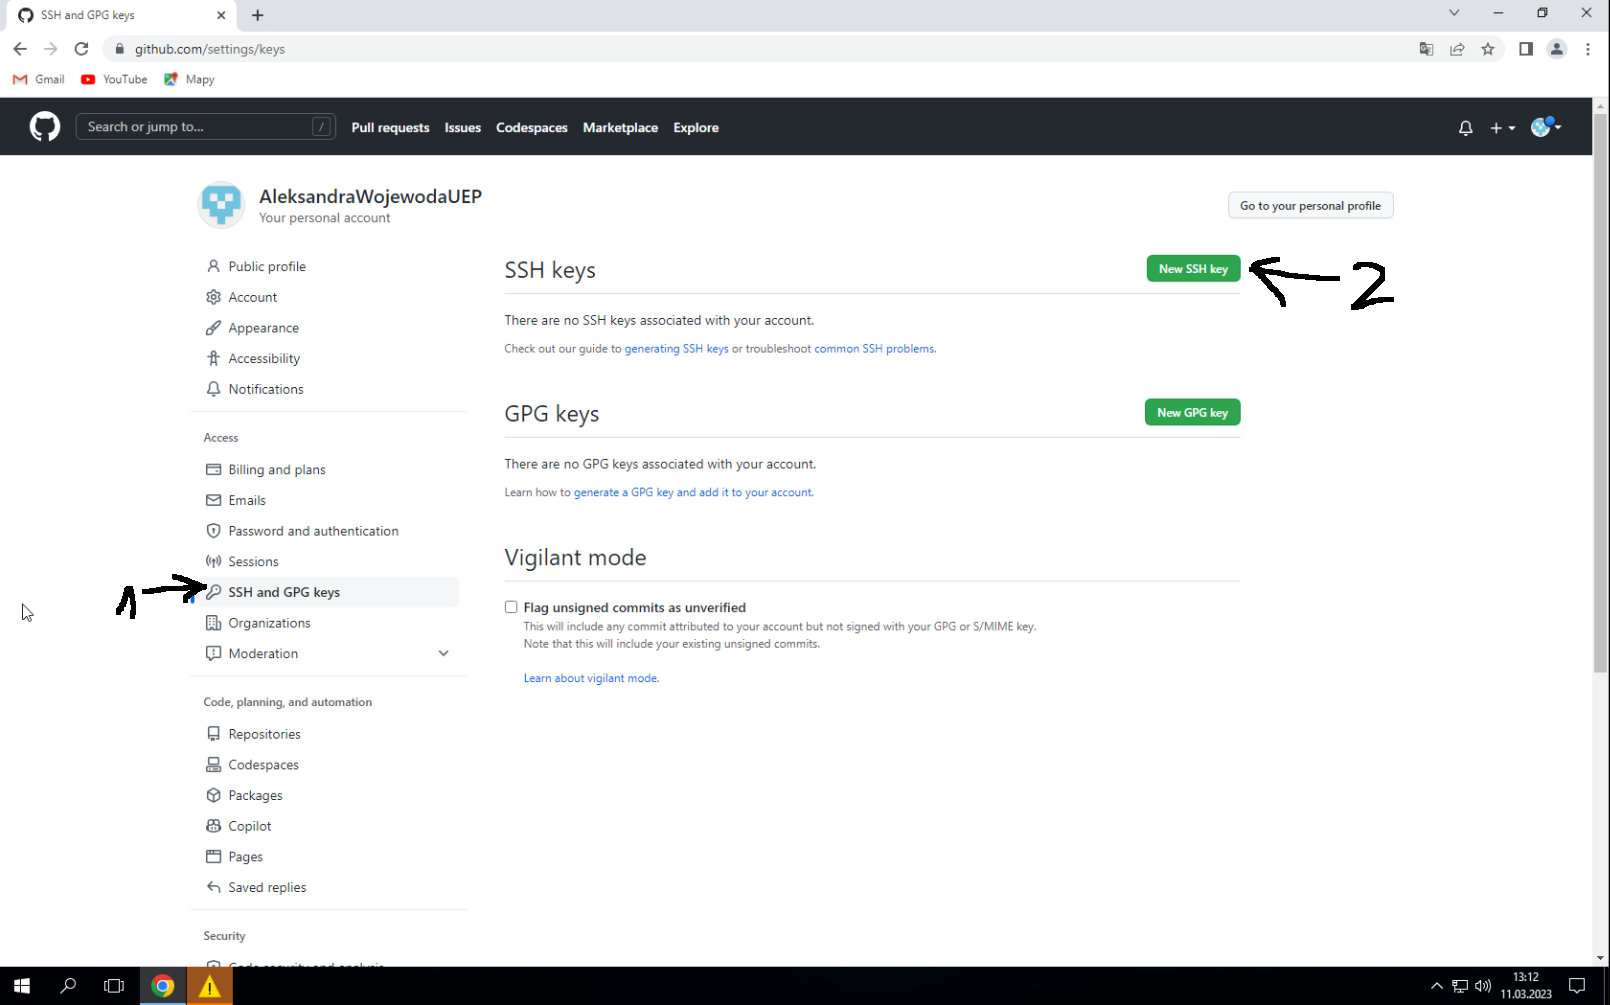 SSH and GPG keys
github.com/settings/keys
Gmail YouTube Mapy
Search or jump to... / Pull requests Issues Codespaces Marketplace Explore
AleksandraWojewodaUEP
Your personal account
Go to your personal profile
Public profile
Account
Appearance
Accessibility
Notifications
Access
Billing and plans
Emails
Password and authentication
Sessions
1 SSH and GPG keys
Organizations
Moderation
Code, planning, and automation
Repositories
Codespaces
Packages
Copilot
Pages
Saved replies
Security
Code security and analysis
SSH keys
New SSH key 2
There are no SSH keys associated with your account.
Check out our guide to generating SSH keys or troubleshoot common SSH problems.
GPG keys
New GPG key
There are no GPG keys associated with your account.
Learn how to generate a GPG key and add it to your account.
Vigilant mode
Flag unsigned commits as unverified
This will include any commit attributed to your account but not signed with your GPG or S/MIME key.
Note that this will include your existing unsigned commits.
Learn about vigilant mode.
13:12
11.03.2023